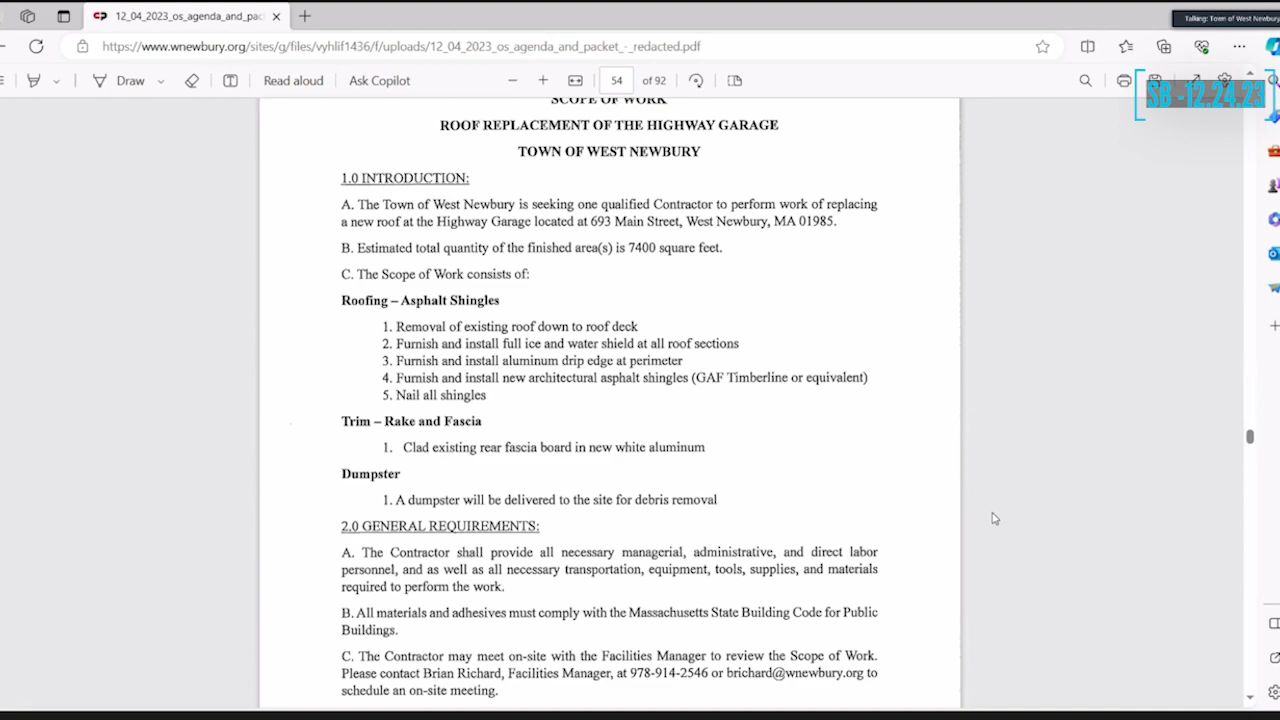 12_04_2023_os_agenda_and_pac
Talking: Town of West Newbury
https://www.wnewbury.org/sites/g/files/vyhlif1436/f/uploads/12_04_2023_os_agenda_and_packet_-_redacted.pdf
Draw
Read aloud
Ask Copilot
54 of 92
SB -12.24.23
SCOPE OF WORK
ROOF REPLACEMENT OF THE HIGHWAY GARAGE
TOWN OF WEST NEWBURY
1.0 INTRODUCTION:
A. The Town of West Newbury is seeking one qualified Contractor to perform work of replacing
a new roof at the Highway Garage located at 693 Main Street, West Newbury, MA 01985.
B. Estimated total quantity of the finished area(s) is 7400 square feet.
C. The Scope of Work consists of:
Roofing – Asphalt Shingles
1. Removal of existing roof down to roof deck
2. Furnish and install full ice and water shield at all roof sections
3. Furnish and install aluminum drip edge at perimeter
4. Furnish and install new architectural asphalt shingles (GAF Timberline or equivalent)
5. Nail all shingles
Trim – Rake and Fascia
1. Clad existing rear fascia board in new white aluminum
Dumpster
1. A dumpster will be delivered to the site for debris removal
2.0 GENERAL REQUIREMENTS:
A. The Contractor shall provide all necessary managerial, administrative, and direct labor
personnel, and as well as all necessary transportation, equipment, tools, supplies, and materials
required to perform the work.
B. All materials and adhesives must comply with the Massachusetts State Building Code for Public
Buildings.
C. The Contractor may meet on-site with the Facilities Manager to review the Scope of Work.
Please contact Brian Richard, Facilities Manager, at 978-914-2546 or brichard@wnewbury.org to
schedule an on-site meeting.